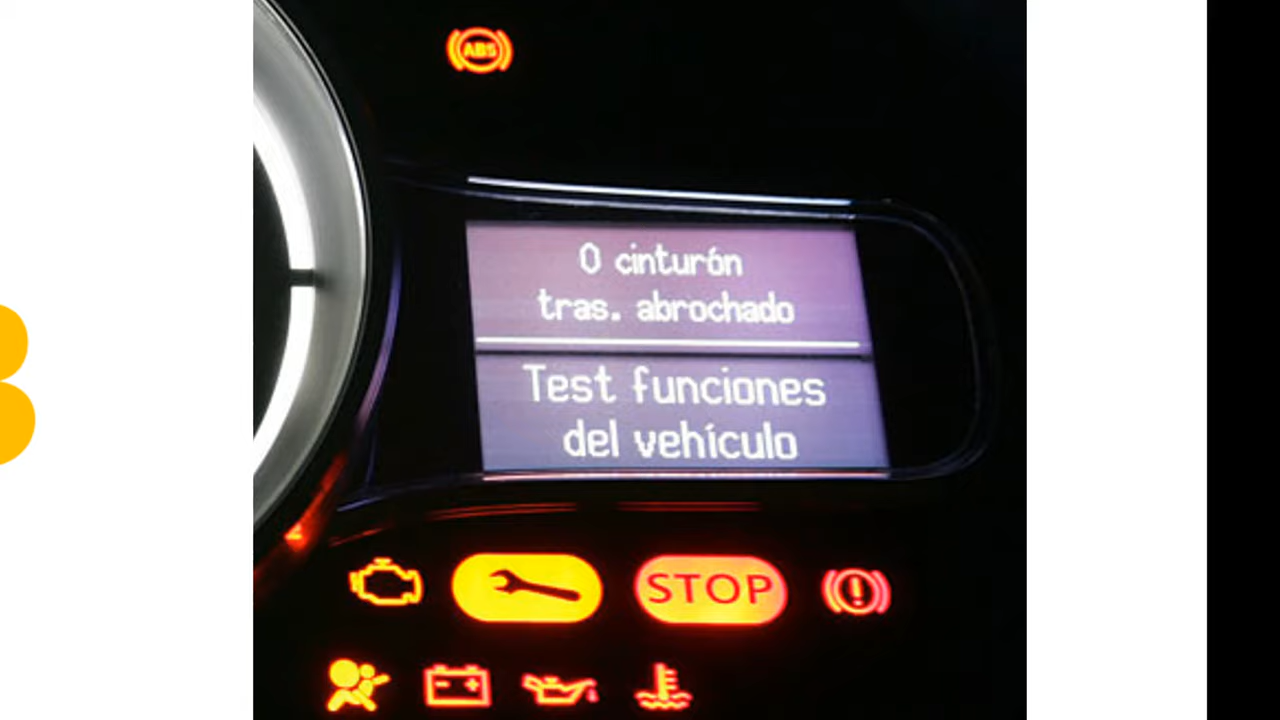 ABS
0 cinturón
tras. abrochado
Test funciones
del vehículo
STOP